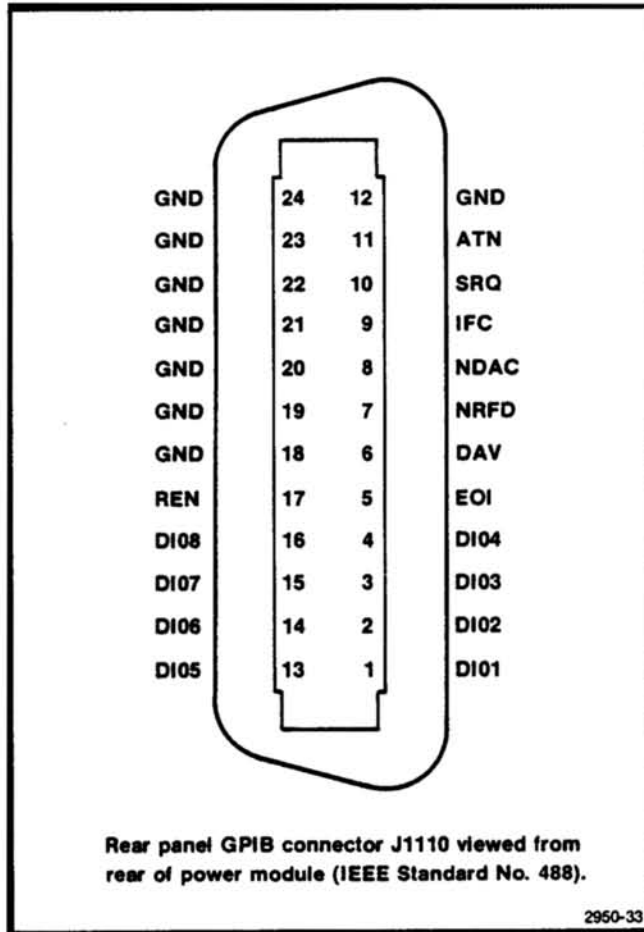 GND 24 12 GND
GND 23 11 ATN
GND 22 10 SRQ
GND 21 9 IFC
GND 20 8 NDAC
GND 19 7 NRFD
GND 18 6 DAV
REN 17 5 EOI
DI08 16 4 DI04
DI07 15 3 DI03
DI06 14 2 DI02
DI05 13 1 DI01
Rear panel GPIB connector J1110 viewed from
rear of power module (IEEE Standard No. 488).
2950-33